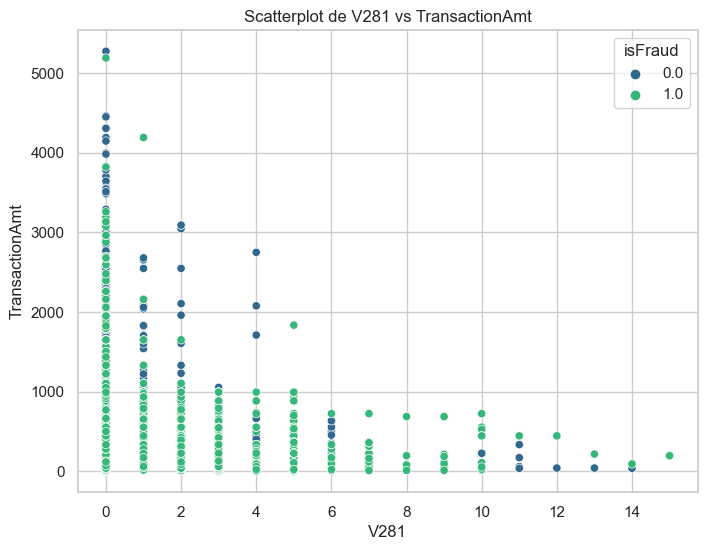 Scatterplot de V281 vs TransactionAmt
isFraud
0.0
1.0
TransactionAmt
5000
4000
3000
2000
1000
0
0 2 4 6 8 10 12 14
V281